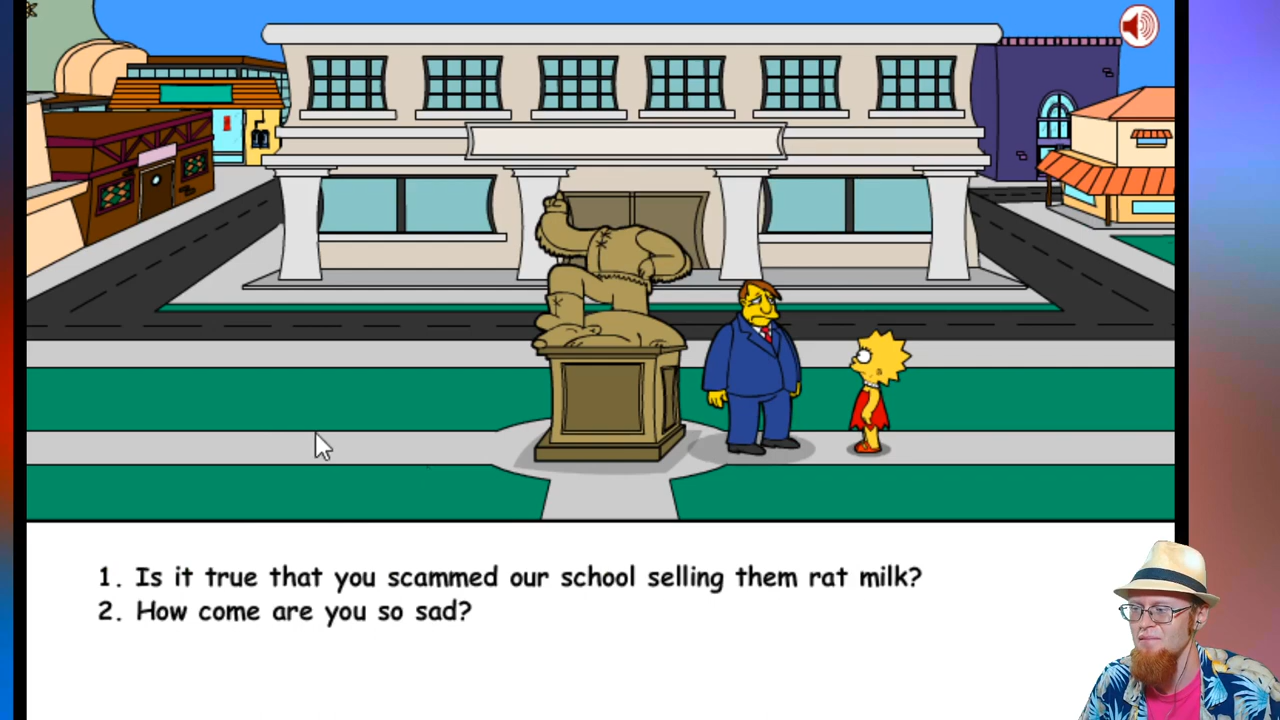 1. Is it true that you scammed our school selling them rat milk?
2. How come are you so sad?